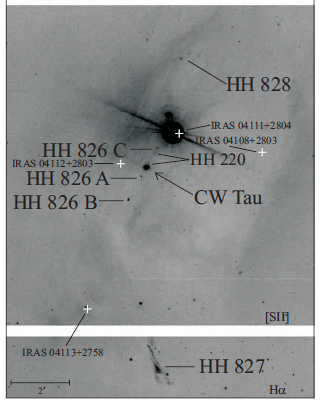 HH 828
IRAS 04111+2804
IRAS 04108+2803
HH 826 C
HH 220
IRAS 04112+2803
HH 826 A
CW Tau
HH 826 B
[SII]
IRAS 04113+2758
HH 827
2'
Hα